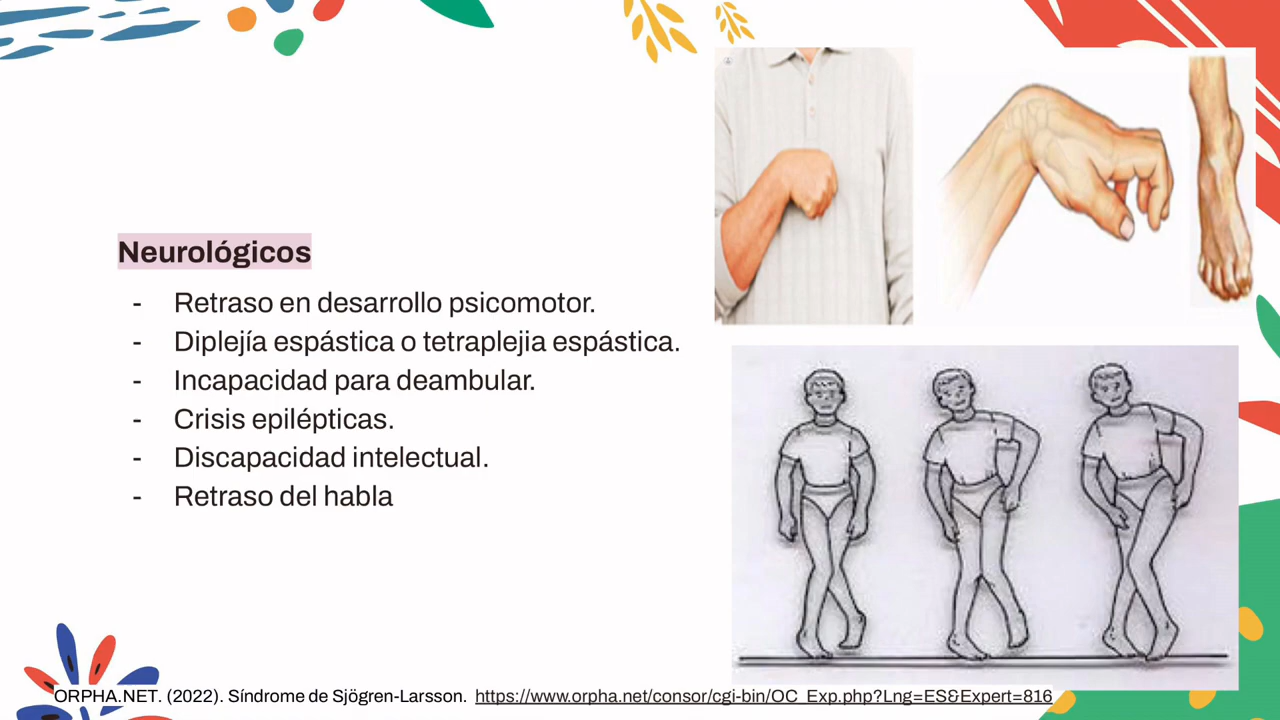 Neurológicos
- Retraso en desarrollo psicomotor.
- Diplejía espástica o tetraplejia espástica.
- Incapacidad para deambular.
- Crisis epilépticas.
- Discapacidad intelectual.
- Retraso del habla
ORPHA.NET. (2022). Síndrome de Sjögren-Larsson. https://www.orpha.net/consor/cgi-bin/OC_Exp.php?Lng=ES&Expert=816